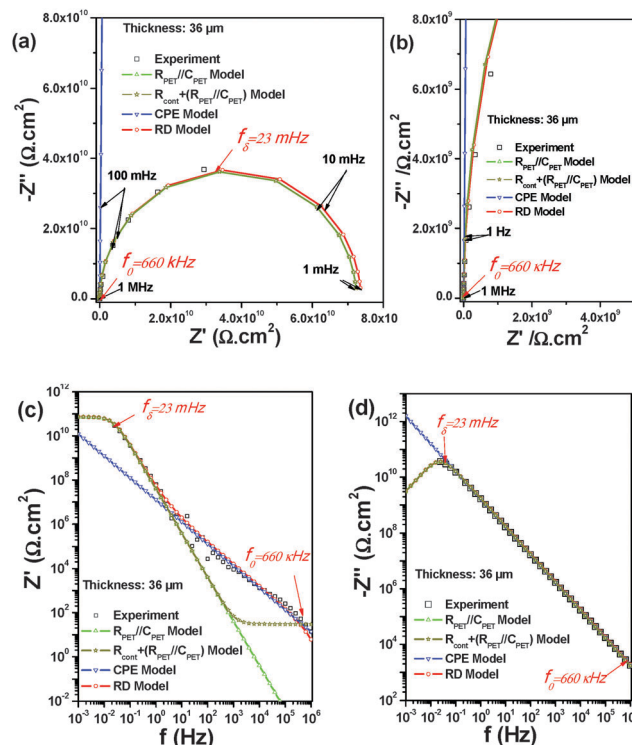 (a)
Thickness: 36 µm
Experiment
R_PET//C_PET Model
R_cont+(R_PET//C_PET) Model
CPE Model
RD Model
f_δ=23 mHz
100 mHz
10 mHz
f_0=660 kHz
1 MHz
1 mHz
8.0x10^10
6.0x10^10
4.0x10^10
2.0x10^10
0.0
-Z'' (Ω.cm²)
0.0 2.0x10^10 4.0x10^10 6.0x10^10 8.0x10^10
Z' (Ω.cm²)
(b)
Thickness: 36 µm
Experiment
R_PET//C_PET Model
R_cont+(R_PET//C_PET) Model
CPE Model
RD Model
1 Hz
f_0=660 kHz
1 MHz
8.0x10^9
6.0x10^9
4.0x10^9
2.0x10^9
0.0
-Z'' /Ω.cm²)
0.0 4.0x10^9 8.0x10^9
Z' /Ω.cm²)
(c)
f_δ=23 mHz
f_0=660 kHz
Thickness: 36 µm
Experiment
R_PET//C_PET Model
R_cont+(R_PET//C_PET) Model
CPE Model
RD Model
10^12
10^10
10^8
10^6
10^4
10^2
10^0
10^-2
Z' (Ω.cm²)
10^-3 10^-2 10^-1 10^0 10^1 10^2 10^3 10^4 10^5 10^6
f (Hz)
(d)
f_δ=23 mHz
Thickness: 36 µm
Experiment
R_PET//C_PET Model
R_cont+(R_PET//C_PET) Model
CPE Model
RD Model
f_0=660 kHz
10^12
10^10
10^8
10^6
10^4
10^2
10^0
-Z'' (Ω.cm²)
10^-3 10^-2 10^-1 10^0 10^1 10^2 10^3 10^4 10^5 10^6
f (Hz)